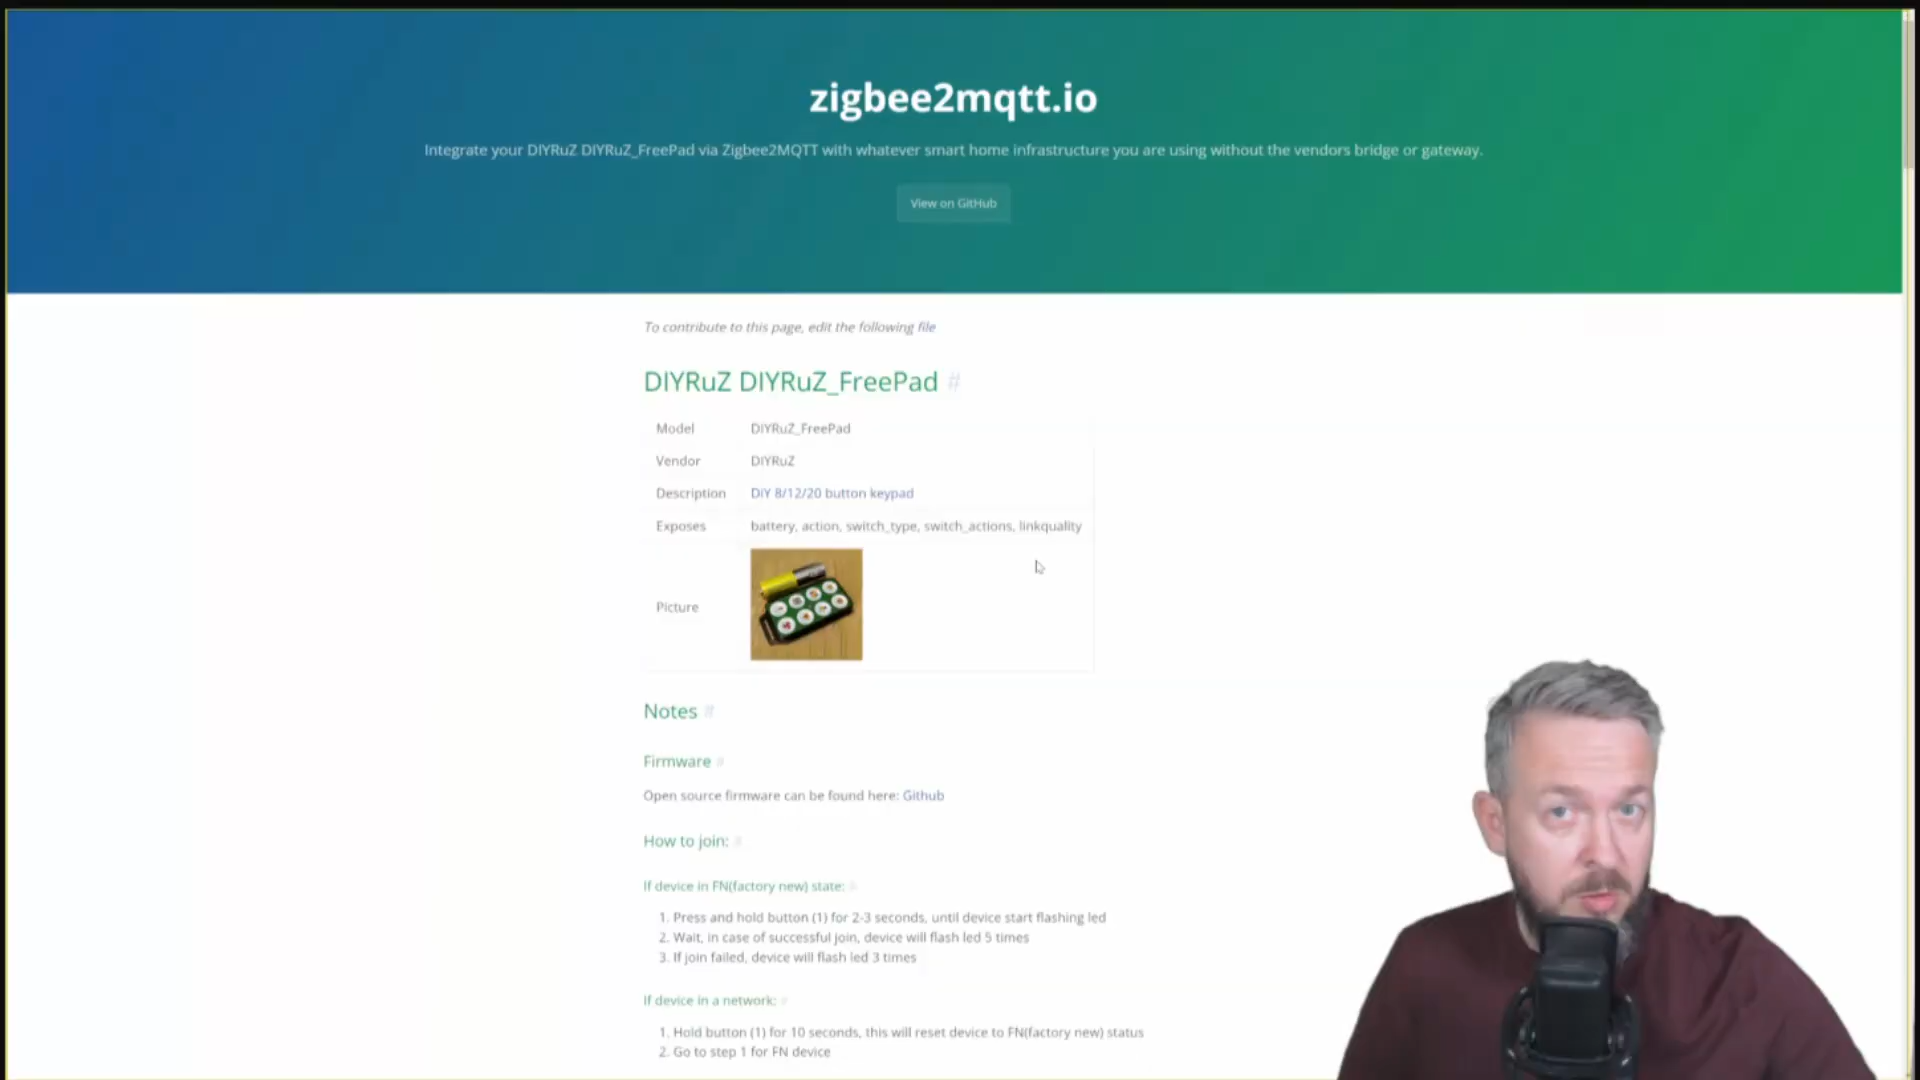 zigbee2mqtt.io
Integrate your DIYRuZ DIYRuZ_FreePad via Zigbee2MQTT with whatever smart home infrastructure you are using without the vendors bridge or gateway.
View on GitHub
To contribute to this page, edit the following file
DIYRuZ DIYRuZ_FreePad #
Model DIYRuZ_FreePad
Vendor DIYRuZ
Description DiY 8/12/20 button keypad
Exposes battery, action, switch_type, switch_actions, linkquality
Picture
Notes #
Firmware #
Open source firmware can be found here: Github
How to join: #
If device in FN(factory new) state: #
1. Press and hold button (1) for 2-3 seconds, until device start flashing led
2. Wait, in case of successful join, device will flash led 5 times
3. If join failed, device will flash led 3 times
If device in a network: #
1. Hold button (1) for 10 seconds, this will reset device to FN(factory new) status
2. Go to step 1 for FN device